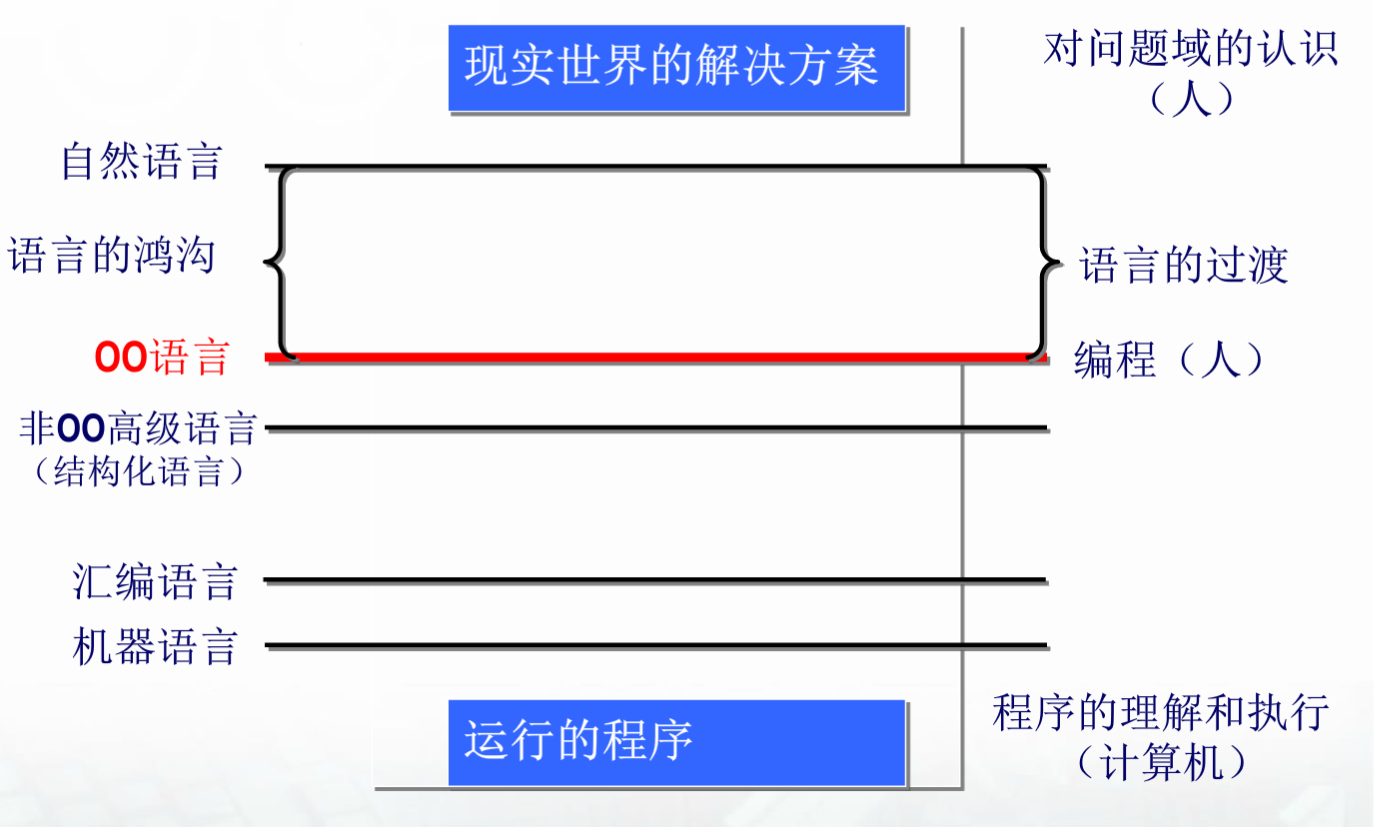 现实世界的解决方案
对问题域的认识
（人）
自然语言
语言的鸿沟
语言的过渡
OO语言
编程（人）
非OO高级语言
（结构化语言）
汇编语言
机器语言
运行的程序
程序的理解和执行
（计算机）